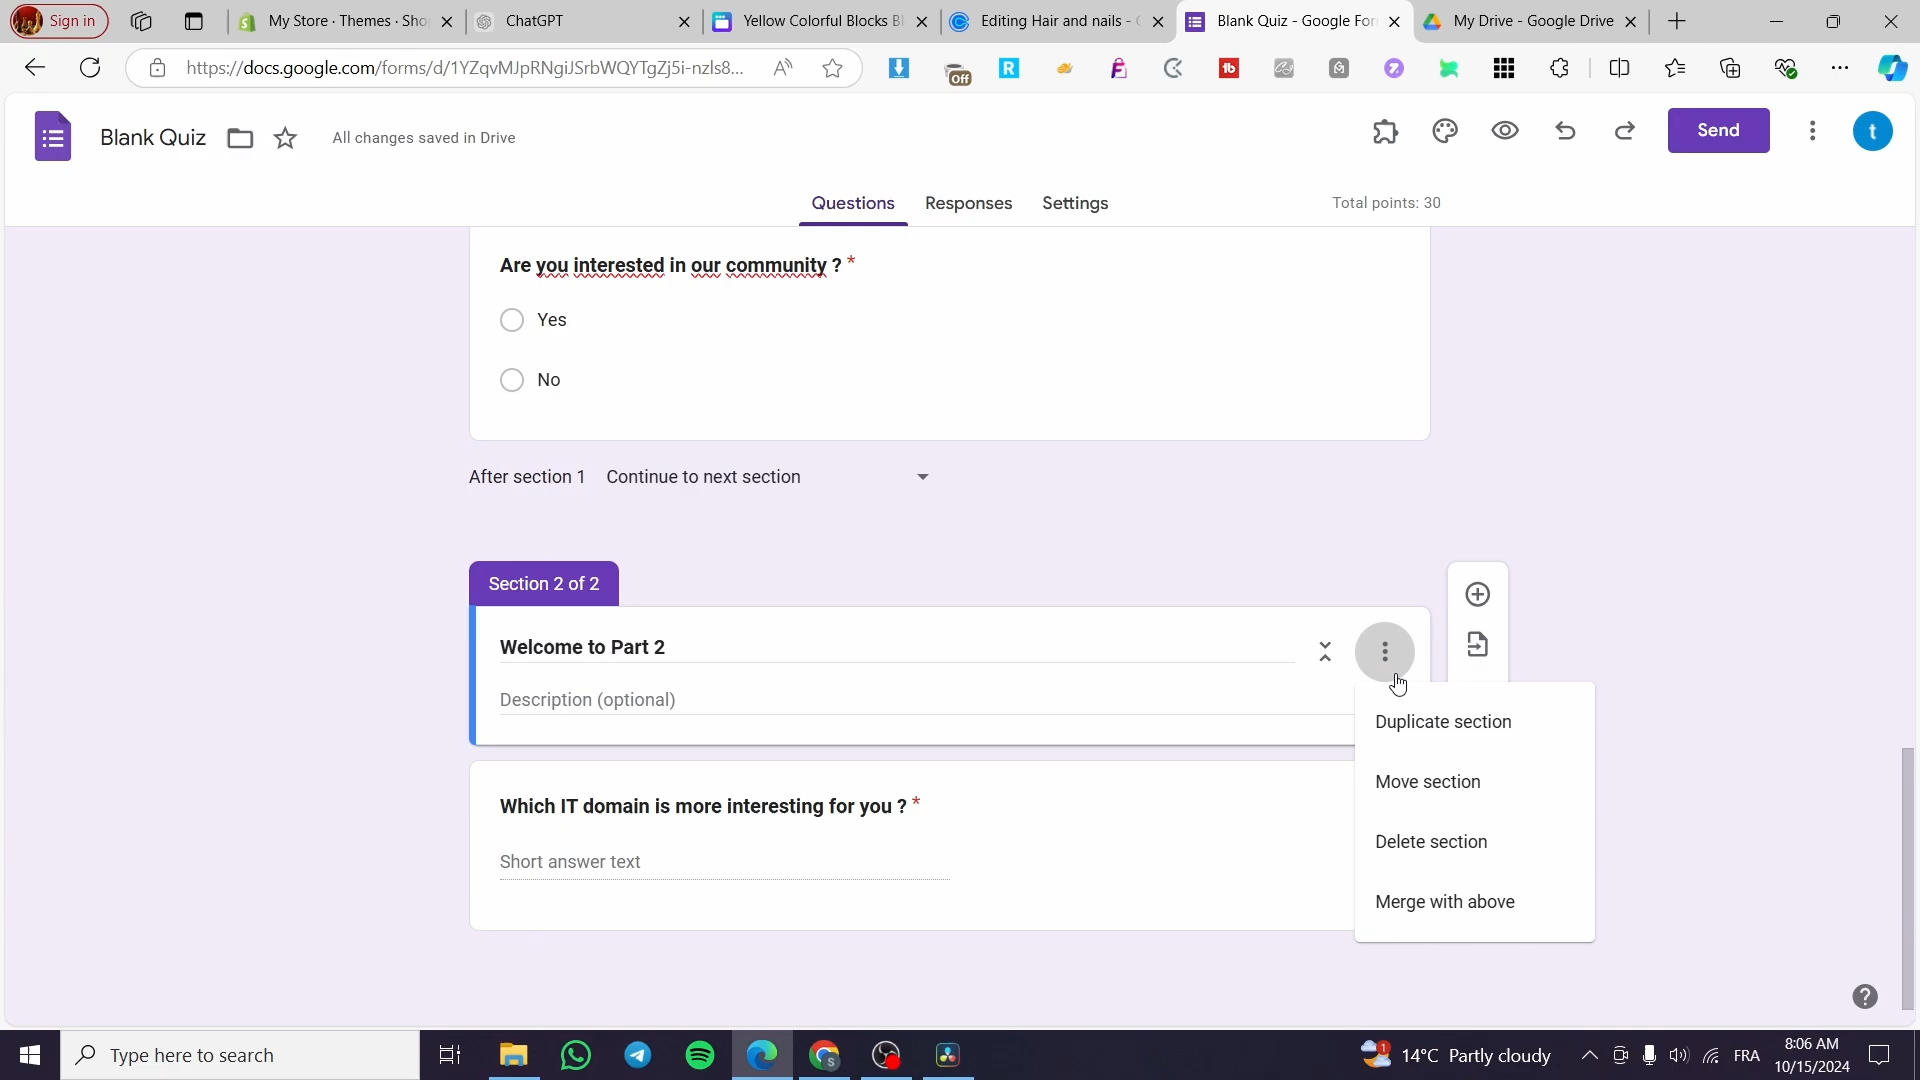 Sign in
My Store · Themes · Sho
ChatGPT
Yellow Colorful Blocks Bl
Editing Hair and nails - C
Blank Quiz - Google For
My Drive - Google Drive
https://docs.google.com/forms/d/1YZqvMJpRNgiJSrbWQYTgZj5i-nzls8...
Off
Blank Quiz
All changes saved in Drive
Send
t
Questions
Responses
Settings
Total points: 30
Are you interested in our community ? *
Yes
No
After section 1 Continue to next section
Section 2 of 2
Welcome to Part 2
Description (optional)
Duplicate section
Move section
Delete section
Merge with above
Which IT domain is more interesting for you ? *
Short answer text
Type here to search
14°C Partly cloudy
FRA
8:06 AM
10/15/2024